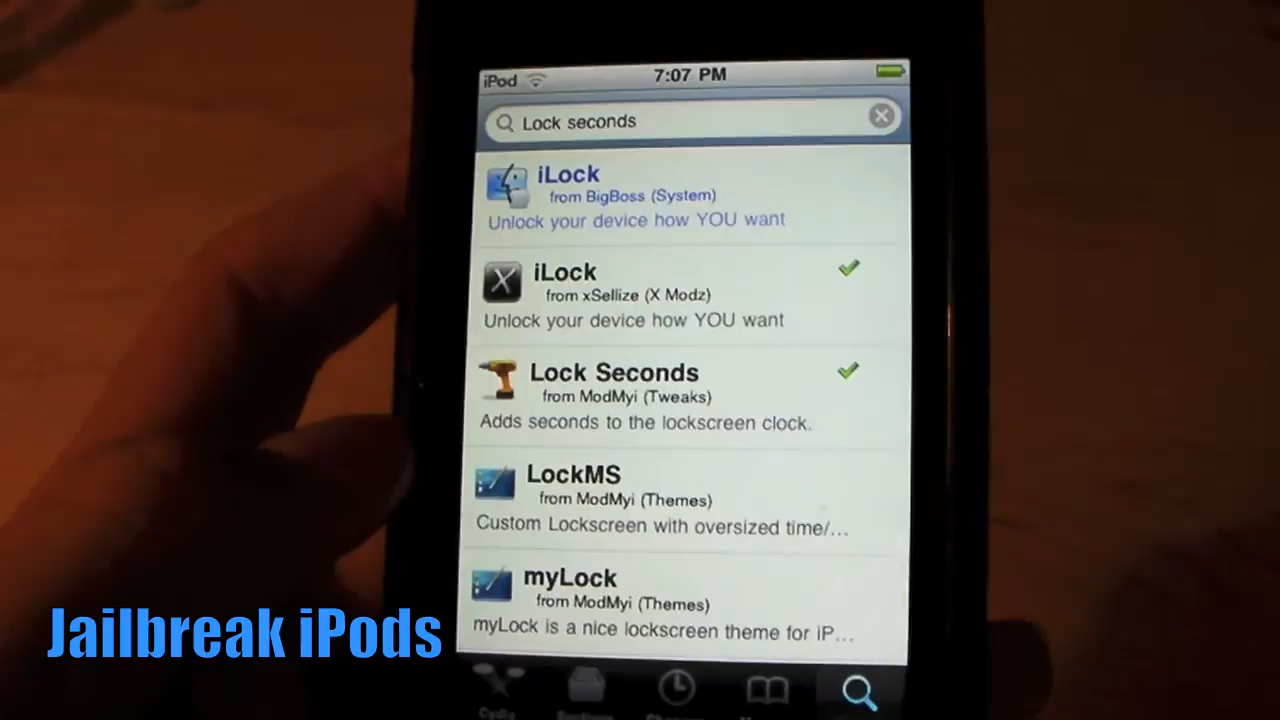 iPod
7:07 PM
Lock seconds
iLock
from BigBoss (System)
Unlock your device how YOU want
iLock
from xSellize (X Modz)
Unlock your device how YOU want
Lock Seconds
from ModMyi (Tweaks)
Adds seconds to the lockscreen clock.
LockMS
from ModMyi (Themes)
Custom Lockscreen with oversized time/...
myLock
from ModMyi (Themes)
myLock is a nice lockscreen theme for iP...
Cydia
Jailbreak iPods